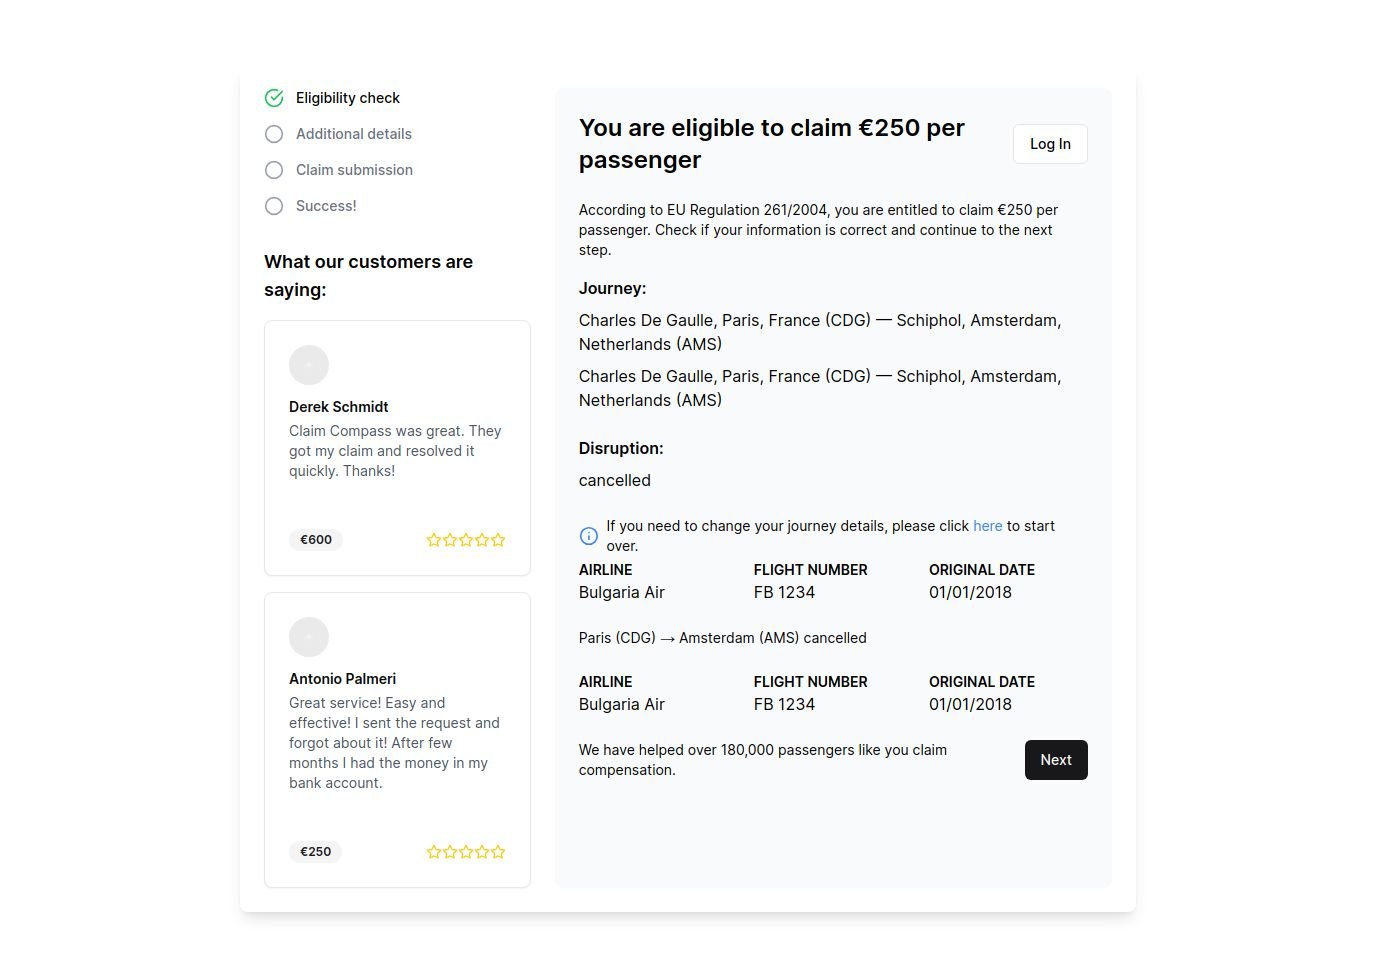 Eligibility check
Additional details
Claim submission
Success!
What our customers are
saying:
Derek Schmidt
Claim Compass was great. They
got my claim and resolved it
quickly. Thanks!
€600
Antonio Palmeri
Great service! Easy and
effective! I sent the request and
forgot about it! After few
months I had the money in my
bank account.
€250
You are eligible to claim €250 per
passenger
Log In
According to EU Regulation 261/2004, you are entitled to claim €250 per
passenger. Check if your information is correct and continue to the next
step.
Journey:
Charles De Gaulle, Paris, France (CDG) — Schiphol, Amsterdam,
Netherlands (AMS)
Charles De Gaulle, Paris, France (CDG) — Schiphol, Amsterdam,
Netherlands (AMS)
Disruption:
cancelled
If you need to change your journey details, please click here to start
over.
AIRLINE FLIGHT NUMBER ORIGINAL DATE
Bulgaria Air FB 1234 01/01/2018
Paris (CDG) → Amsterdam (AMS) cancelled
AIRLINE FLIGHT NUMBER ORIGINAL DATE
Bulgaria Air FB 1234 01/01/2018
We have helped over 180,000 passengers like you claim
compensation.
Next